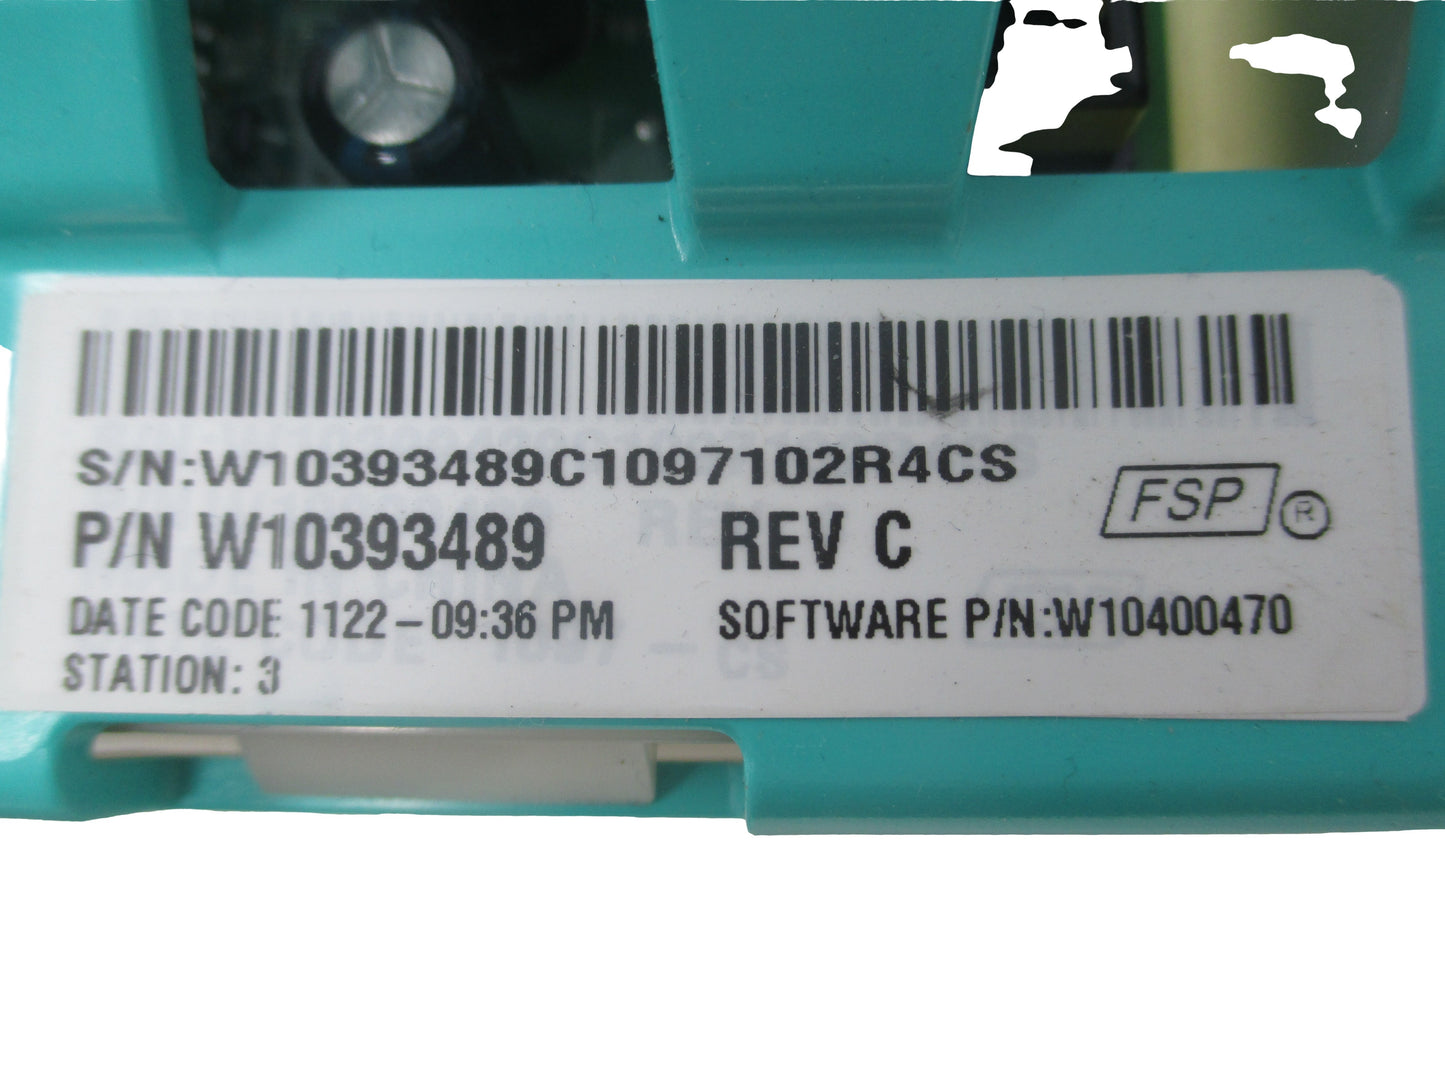 S/N:W10393489C1097102R4CS
P/N W10393489 REV C
FSP ®
DATE CODE 1122-09:36 PM SOFTWARE P/N:W10400470
STATION: 3